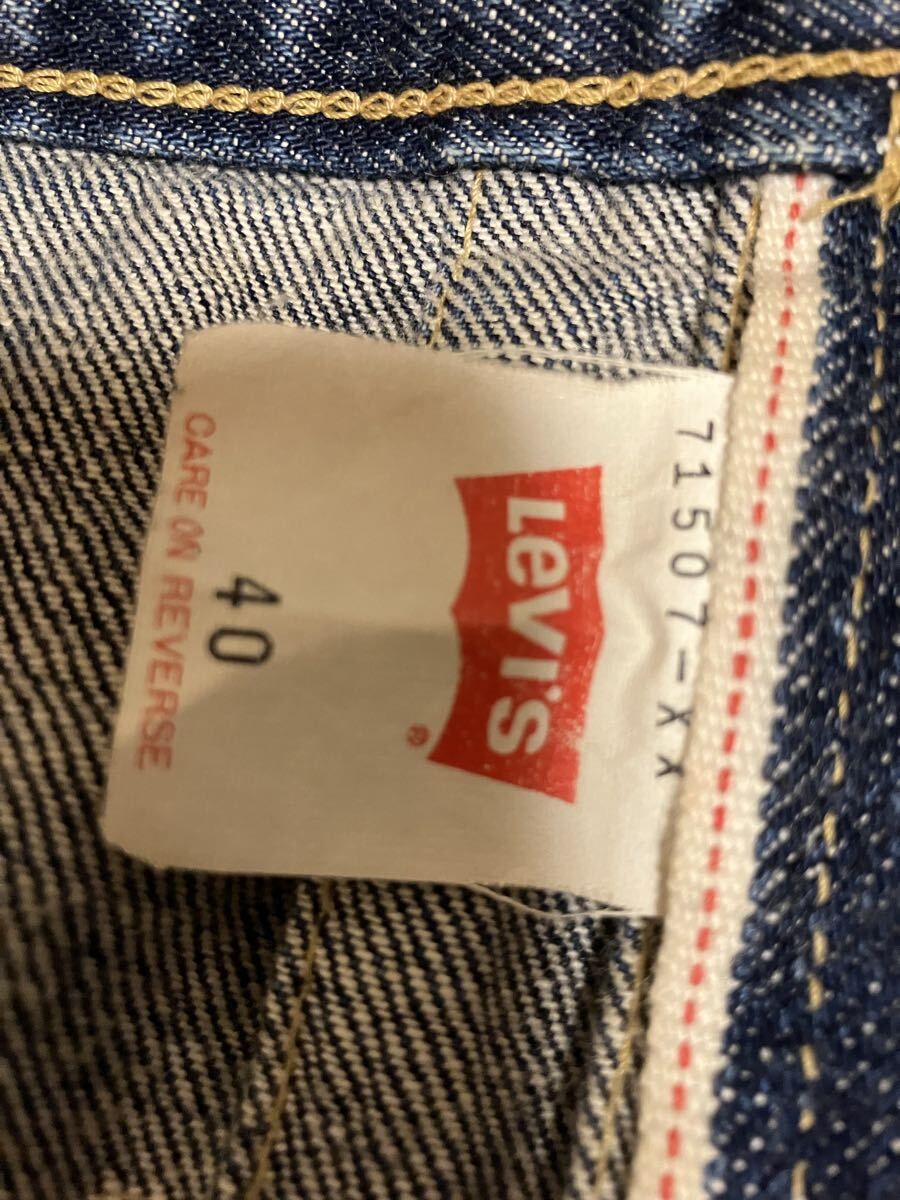 71507-XX
Levi's
®
40
CARE ON REVERSE